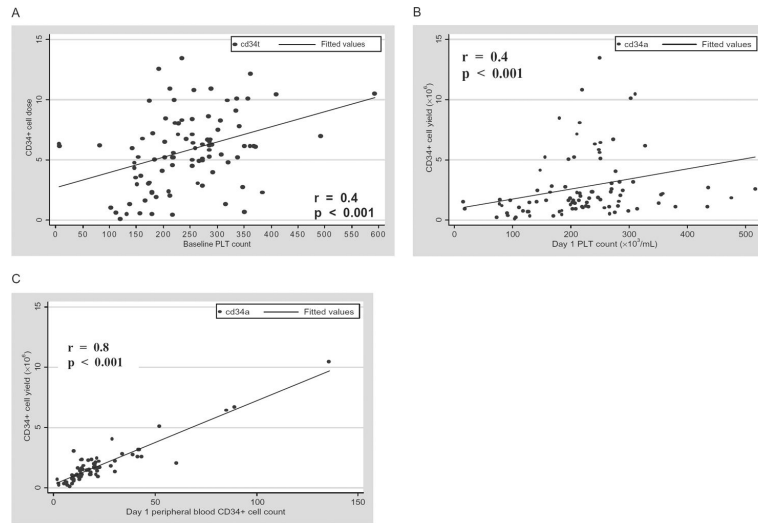 A
cd34t Fitted values
15
10
5
0
CD34+ cell dose
r = 0.4
p < 0.001
0 50 100 150 200 250 300 350 400 450 500 550 600
Baseline PLT count
B
cd34a Fitted values
r = 0.4
p < 0.001
15
10
5
0
CD34+ cell yield (×10⁶)
0 100 200 300 400 500
Day 1 PLT count (×10³/mL)
C
cd34a Fitted values
r = 0.8
p < 0.001
15
10
5
0
CD34+ cell yield (×10⁶)
0 50 100 150
Day 1 peripheral blood CD34+ cell count